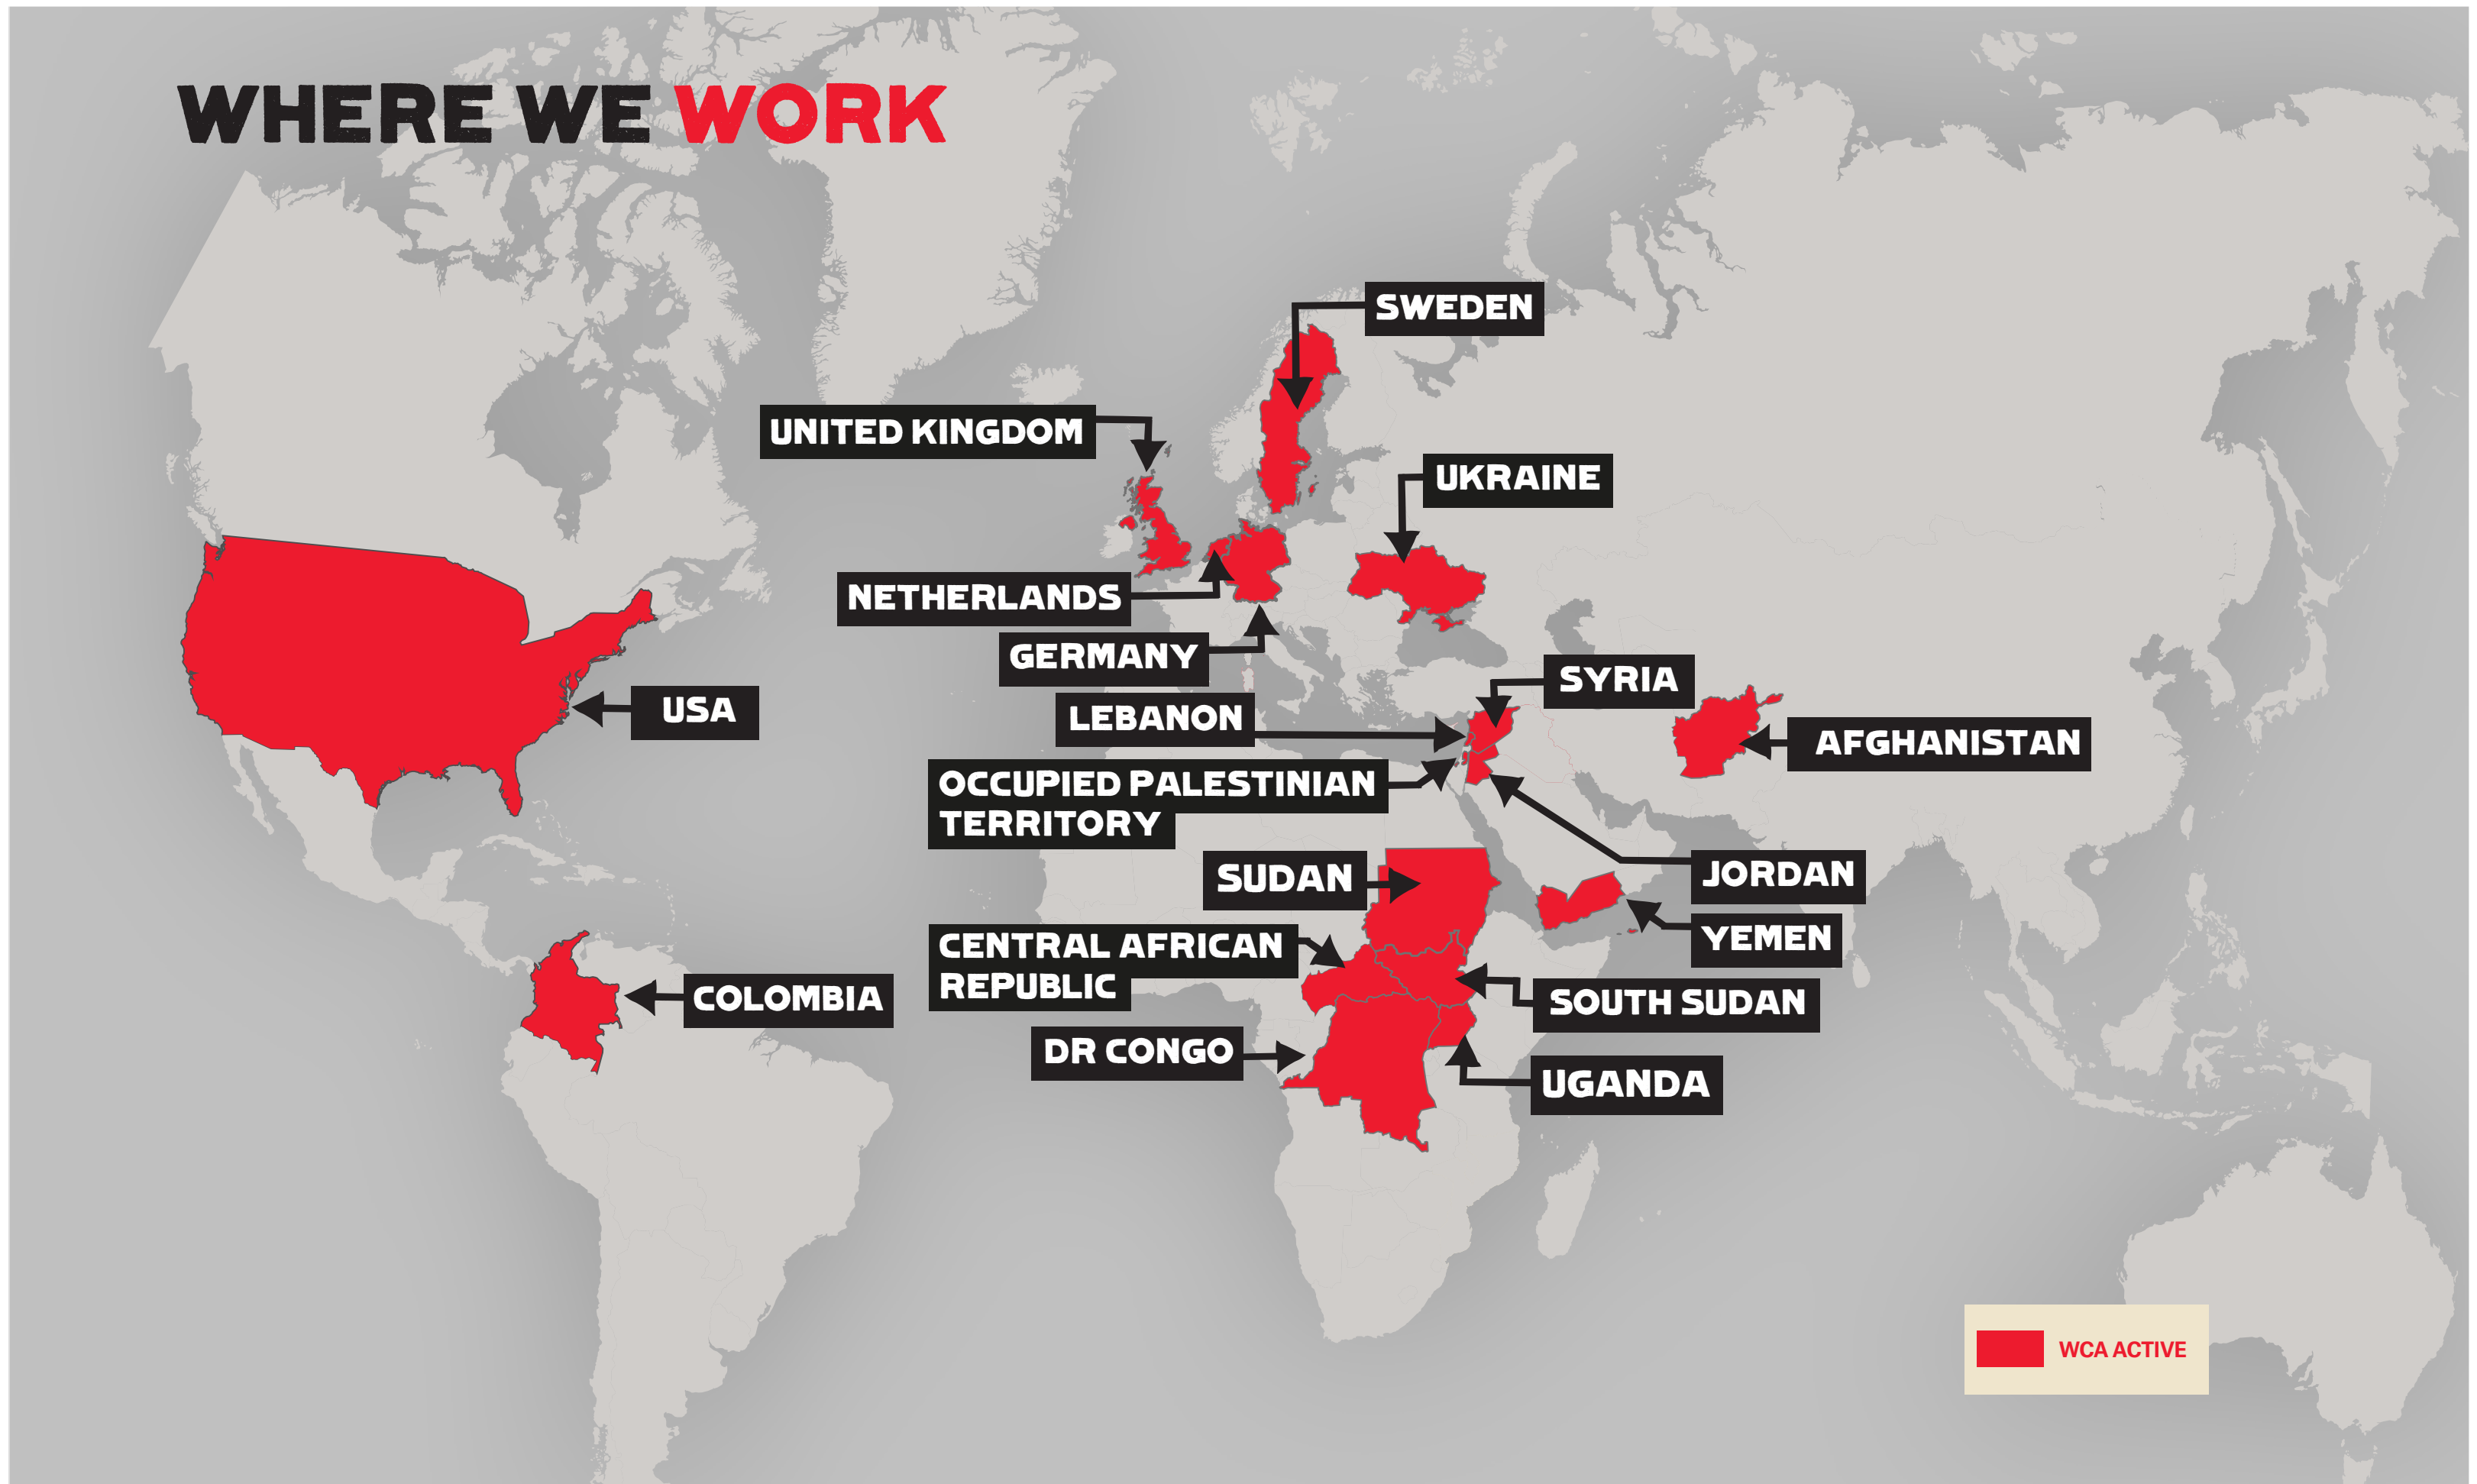 WHERE WE WORK
SWEDEN
UNITED KINGDOM
UKRAINE
NETHERLANDS
GERMANY
SYRIA
LEBANON
USA
AFGHANISTAN
OCCUPIED PALESTINIAN
TERRITORY
SUDAN
JORDAN
YEMEN
CENTRAL AFRICAN
REPUBLIC
COLOMBIA
SOUTH SUDAN
DR CONGO
UGANDA
WCA ACTIVE